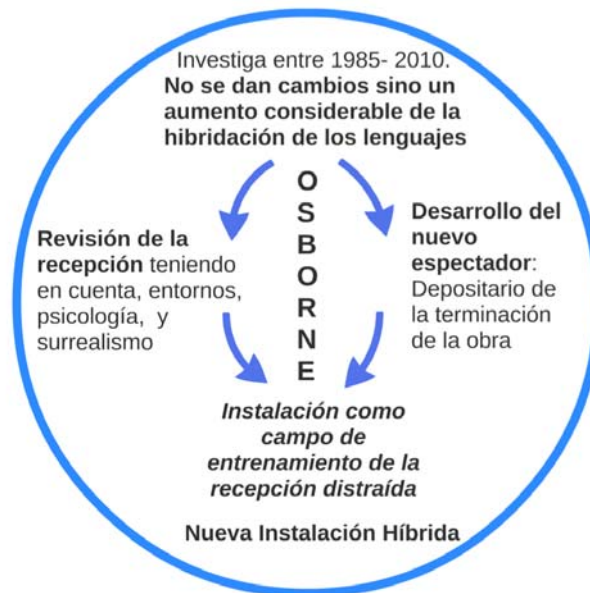 Investiga entre 1985- 2010.
No se dan cambios sino un
aumento considerable de la
hibridación de los lenguajes
OSBORNE
Revisión de la
recepción teniendo
en cuenta, entornos,
psicología, y
surrealismo
Desarrollo del
nuevo
espectador:
Depositario de
la terminación
de la obra
Instalación como
campo de
entrenamiento de la
recepción distraída
Nueva Instalación Híbrida